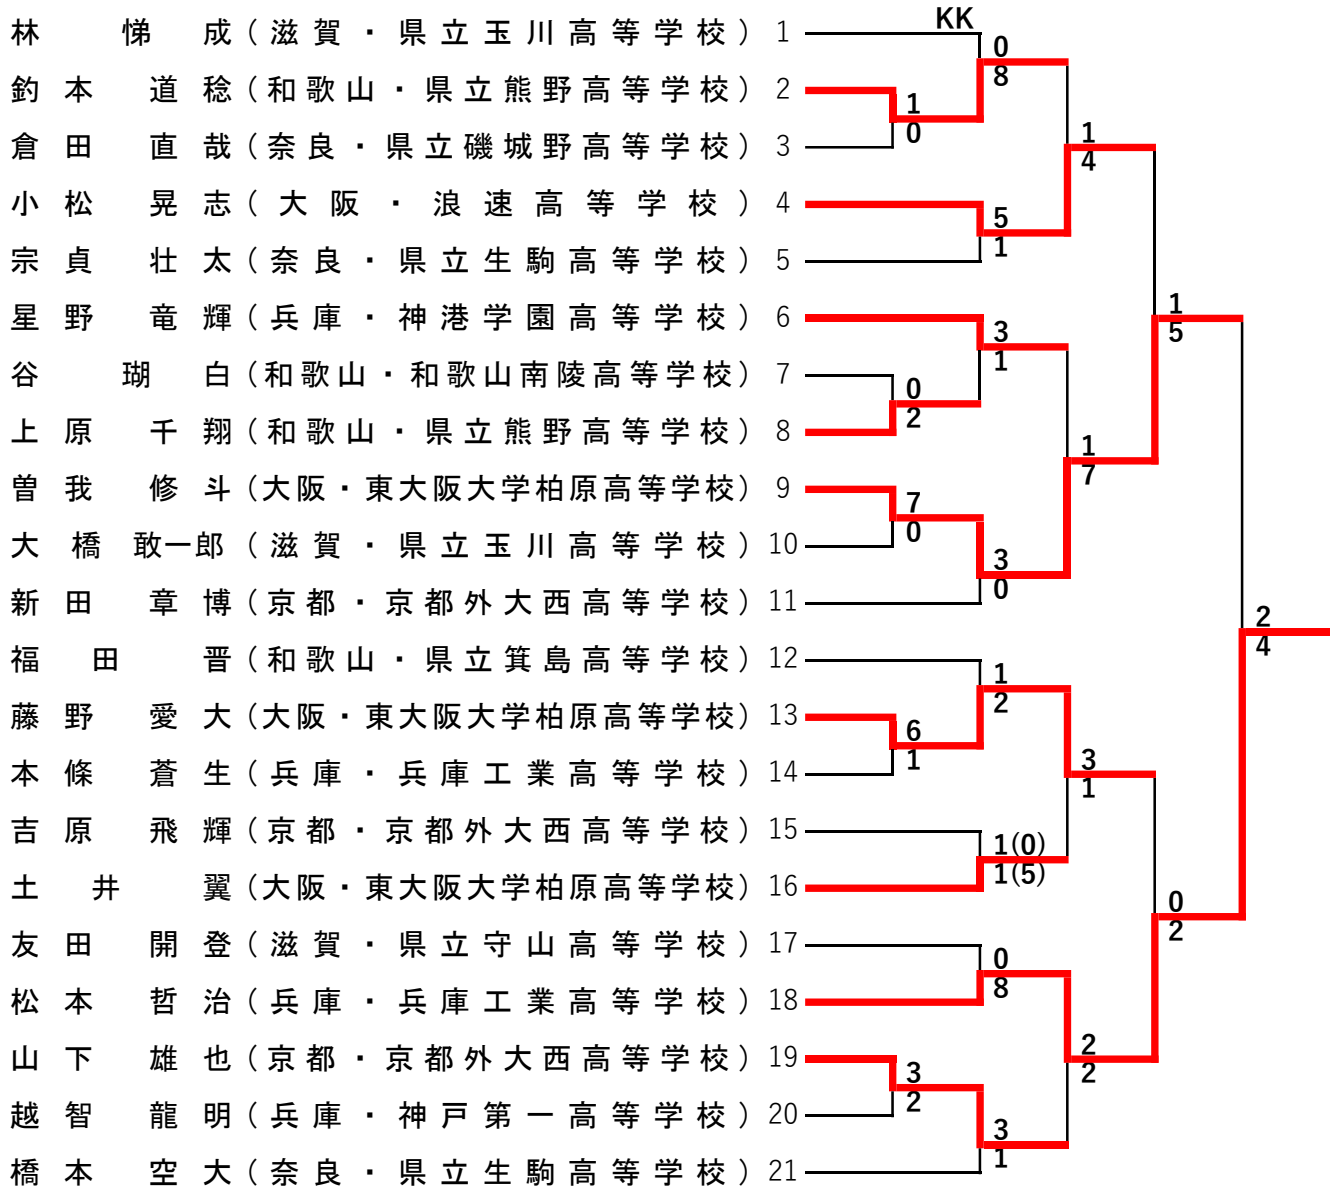 林 悌 成 ( 滋 賀 ・ 県 立 玉 川 高 等 学 校 ) 1
釣 本 道 稔 ( 和 歌 山 ・ 県 立 熊 野 高 等 学 校 ) 2
倉 田 直 哉 ( 奈 良 ・ 県 立 磯 城 野 高 等 学 校 ) 3
小 松 晃 志 ( 大 阪 ・ 浪 速 高 等 学 校 ) 4
宗 貞 壮 太 ( 奈 良 ・ 県 立 生 駒 高 等 学 校 ) 5
星 野 竜 輝 ( 兵 庫 ・ 神 港 学 園 高 等 学 校 ) 6
谷 瑚 白 ( 和 歌 山 ・ 和 歌 山 南 陵 高 等 学 校 ) 7
上 原 千 翔 ( 和 歌 山 ・ 県 立 熊 野 高 等 学 校 ) 8
曽 我 修 斗 ( 大 阪 ・ 東 大 阪 大 学 柏 原 高 等 学 校 ) 9
大 橋 敢一郎 ( 滋 賀 ・ 県 立 玉 川 高 等 学 校 ) 10
新 田 章 博 ( 京 都 ・ 京 都 外 大 西 高 等 学 校 ) 11
福 田 晋 ( 和 歌 山 ・ 県 立 箕 島 高 等 学 校 ) 12
藤 野 愛 大 ( 大 阪 ・ 東 大 阪 大 学 柏 原 高 等 学 校 ) 13
本 條 蒼 生 ( 兵 庫 ・ 兵 庫 工 業 高 等 学 校 ) 14
吉 原 飛 輝 ( 京 都 ・ 京 都 外 大 西 高 等 学 校 ) 15
土 井 翼 ( 大 阪 ・ 東 大 阪 大 学 柏 原 高 等 学 校 ) 16
友 田 開 登 ( 滋 賀 ・ 県 立 守 山 高 等 学 校 ) 17
松 本 哲 治 ( 兵 庫 ・ 兵 庫 工 業 高 等 学 校 ) 18
山 下 雄 也 ( 京 都 ・ 京 都 外 大 西 高 等 学 校 ) 19
越 智 龍 明 ( 兵 庫 ・ 神 戸 第 一 高 等 学 校 ) 20
橋 本 空 大 ( 奈 良 ・ 県 立 生 駒 高 等 学 校 ) 21
1
0
0
2
7
0
6
1
3
2
KK
0
8
5
1
3
1
3
0
1
2
1(0)
1(5)
0
8
3
1
1
4
1
7
3
1
2
2
1
5
0
2
2
4